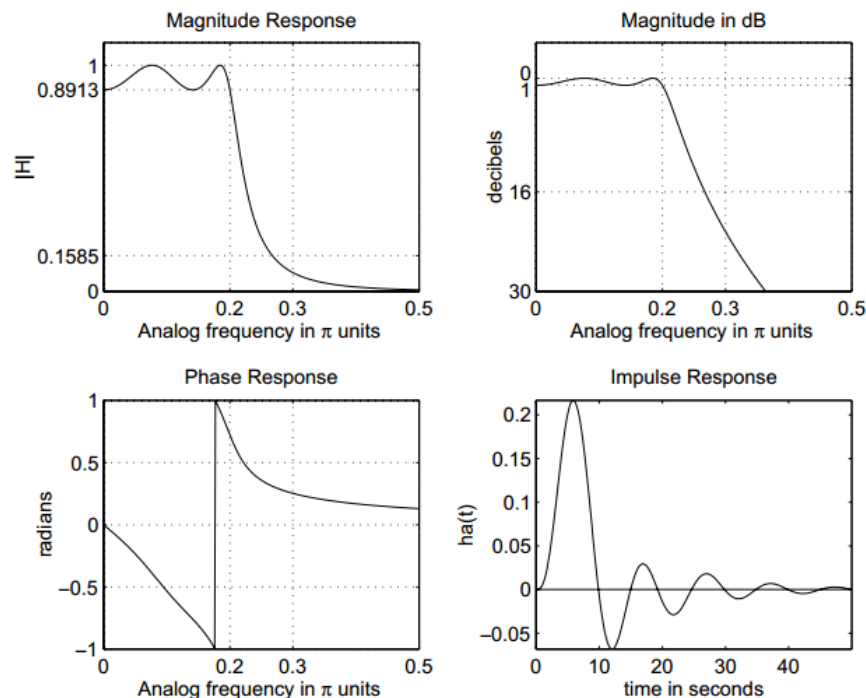 Magnitude Response
|H|
1
0.8913
0.1585
0
0 0.2 0.3 0.5
Analog frequency in π units
Magnitude in dB
decibels
0
1
16
30
0 0.2 0.3 0.5
Analog frequency in π units
Phase Response
radians
1
0.5
0
−0.5
−1
0 0.2 0.3 0.5
Analog frequency in π units
Impulse Response
ha(t)
0.2
0.15
0.1
0.05
0
−0.05
0 10 20 30 40
time in seconds